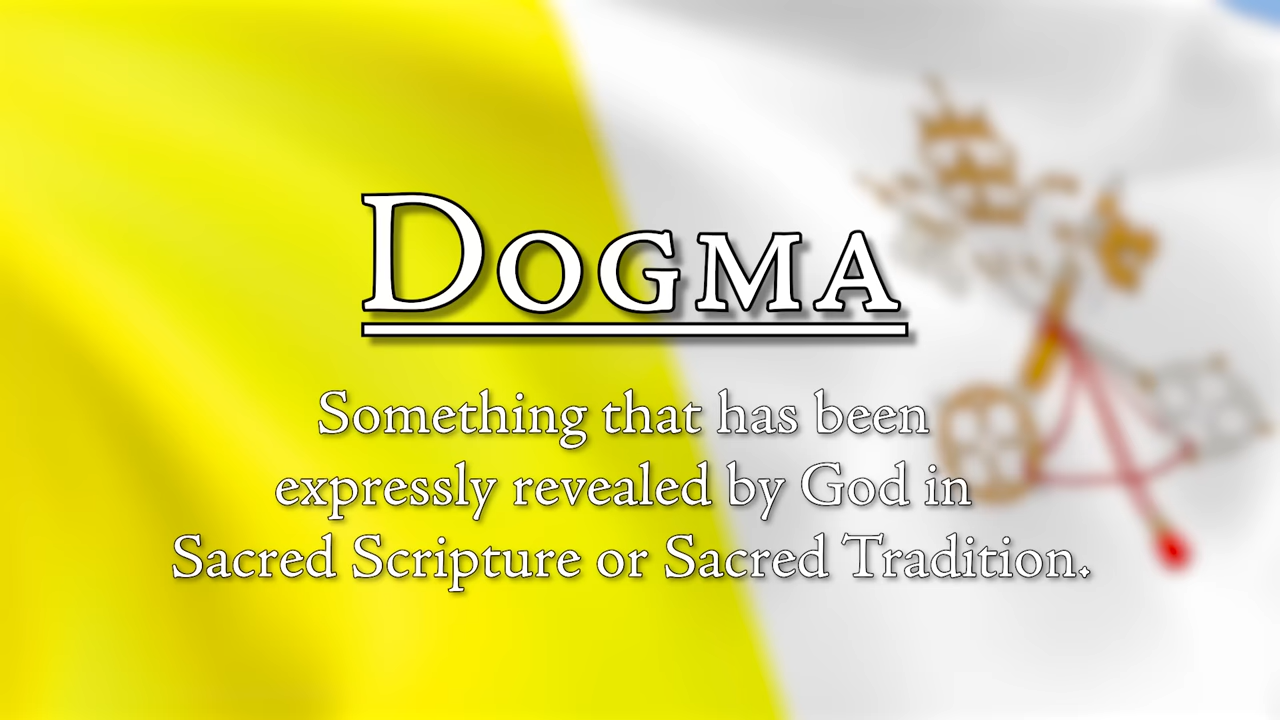 Dogma
Something that has been
expressly revealed by God in
Sacred Scripture or Sacred Tradition.